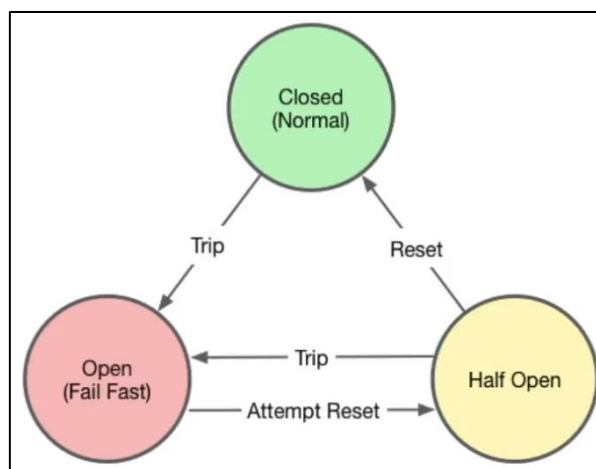 Closed
(Normal)
Trip
Reset
Trip
Open
(Fail Fast)
Half Open
Attempt Reset